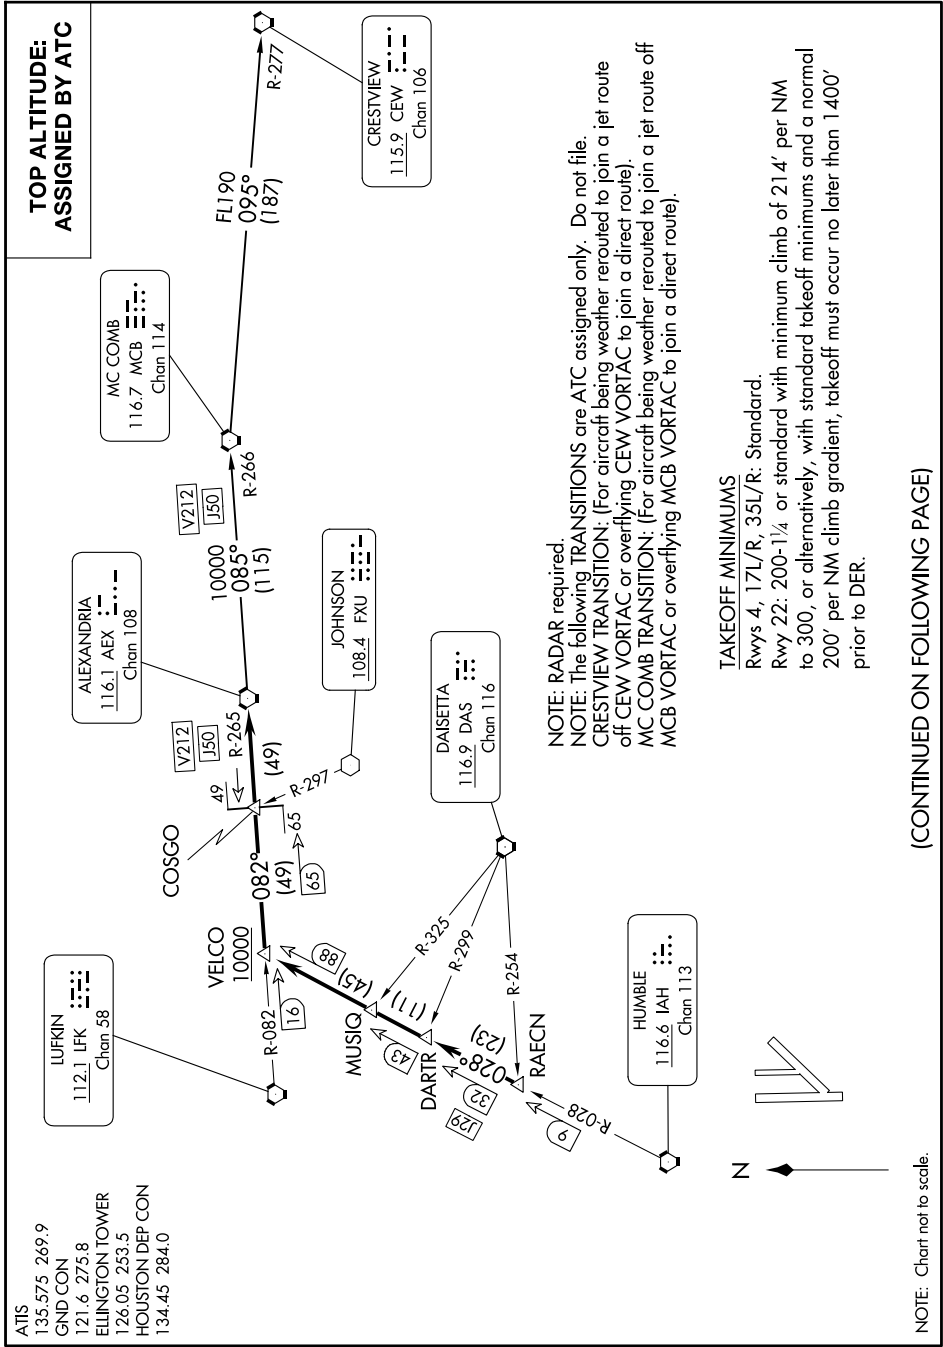 TOP ALTITUDE:
ASSIGNED BY ATC
ATIS
135.575 269.9
GND CON
121.6 275.8
ELLINGTON TOWER
126.05 253.5
HOUSTON DEP CON
134.45 284.0
LUFKIN
112.1 LFK
Chan 58
ALEXANDRIA
116.1 AEX
Chan 108
MC COMB
116.7 MCB
Chan 114
CRESTVIEW
115.9 CEW
Chan 106
JOHNSON
108.4 FXU
DAISETTA
116.9 DAS
Chan 116
HUMBLE
116.6 IAH
Chan 113
R-082
16
VELCO
10000
082°
(49)
65
65
COSGO
49
V212
J50
R-265
(49)
R-297
10000
085°
(115)
V212
J50
R-266
FL190
095°
(187)
R-277
88
(45)
MUSIQ
43
(11)
DARTR
J29
32
028°
(23)
RAECN
9
R-028
R-325
R-299
R-254
N
NOTE: RADAR required.
NOTE: The following TRANSITIONS are ATC assigned only. Do not file.
CRESTVIEW TRANSITION: (For aircraft being weather rerouted to join a jet route
off CEW VORTAC or overflying CEW VORTAC to join a direct route).
MC COMB TRANSITION: (For aircraft being weather rerouted to join a jet route off
MCB VORTAC or overflying MCB VORTAC to join a direct route).
TAKEOFF MINIMUMS
Rwys 4, 17L/R, 35L/R: Standard.
Rwy 22: 200-1¼ or standard with minimum climb of 214' per NM
to 300, or alternatively, with standard takeoff minimums and a normal
200' per NM climb gradient, takeoff must occur no later than 1400'
prior to DER.
NOTE: Chart not to scale.
(CONTINUED ON FOLLOWING PAGE)